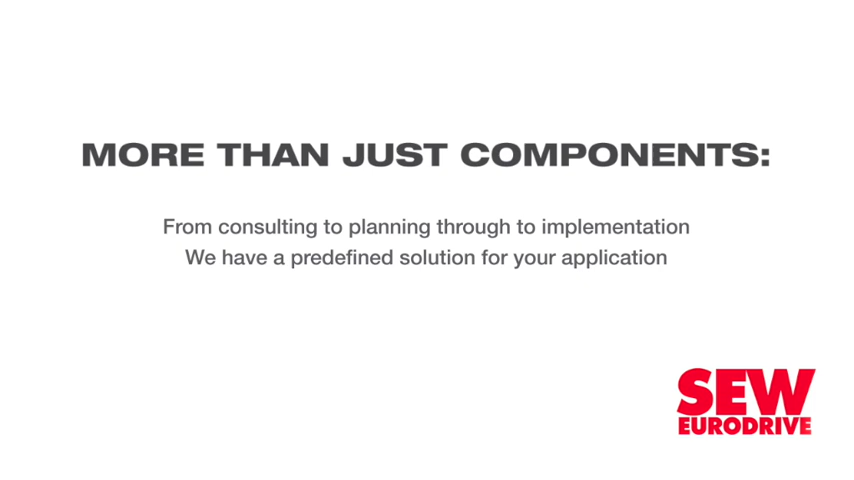 MORE THAN JUST COMPONENTS:
From consulting to planning through to implementation
We have a predefined solution for your application
SEW
EURODRIVE